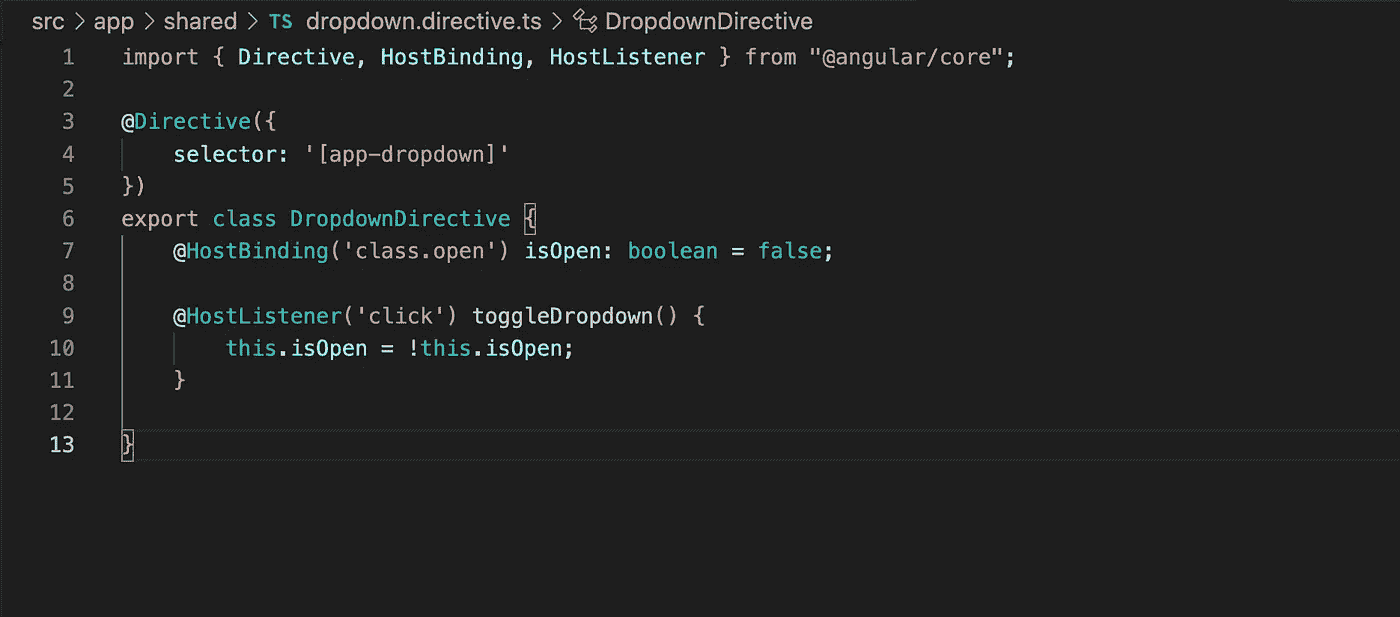 src > app > shared > TS dropdown.directive.ts > DropdownDirective
1 import { Directive, HostBinding, HostListener } from "@angular/core";
2
3 @Directive({
4     selector: '[app-dropdown]'
5 })
6 export class DropdownDirective {
7     @HostBinding('class.open') isOpen: boolean = false;
8
9     @HostListener('click') toggleDropdown() {
10         this.isOpen = !this.isOpen;
11     }
12
13 }